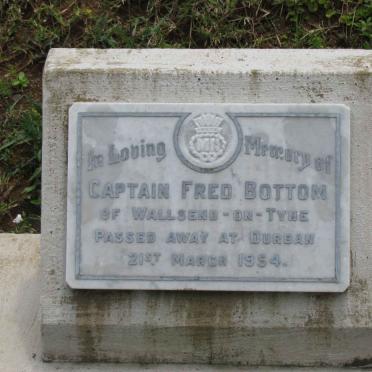 In Loving Memory of
CAPTAIN FRED BOTTOM
OF WALLSEND-ON-TYNE
PASSED AWAY AT DURBAN
21ST MARCH 1954.